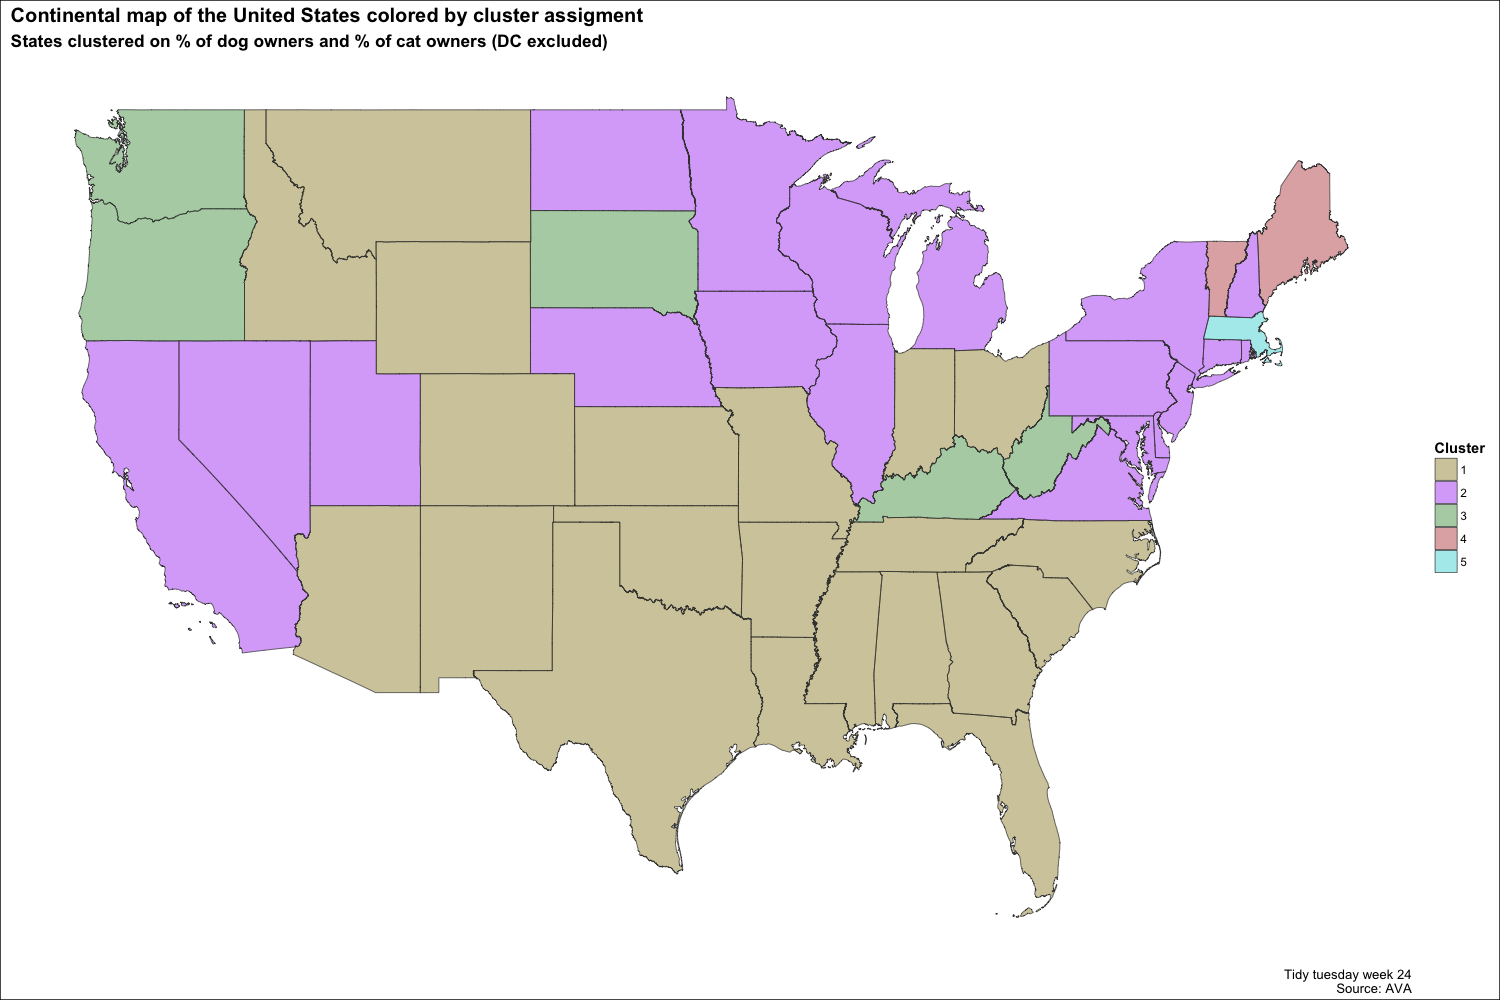 Continental map of the United States colored by cluster assigment
States clustered on % of dog owners and % of cat owners (DC excluded)
Cluster
1
2
3
4
5
Tidy tuesday week 24
Source: AVA